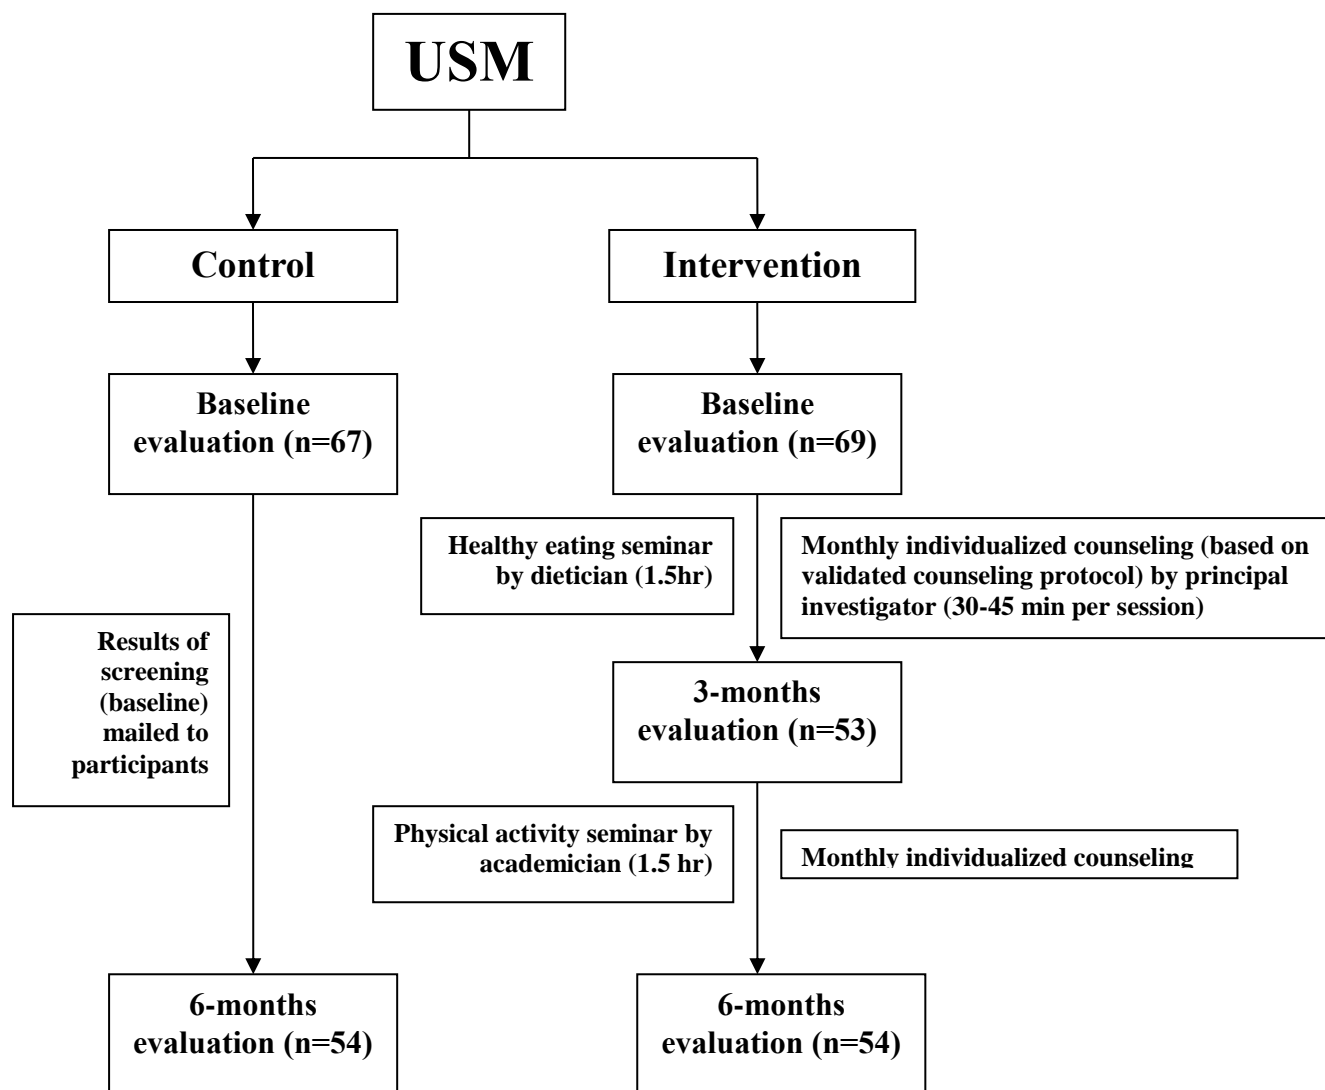 USM
Control
Intervention
Baseline
evaluation (n=67)
Baseline
evaluation (n=69)
Healthy eating seminar
by dietician (1.5hr)
Monthly individualized counseling (based on
validated counseling protocol) by principal
investigator (30-45 min per session)
Results of
screening
(baseline)
mailed to
participants
3-months
evaluation (n=53)
Physical activity seminar by
academician (1.5 hr)
Monthly individualized counseling
6-months
evaluation (n=54)
6-months
evaluation (n=54)